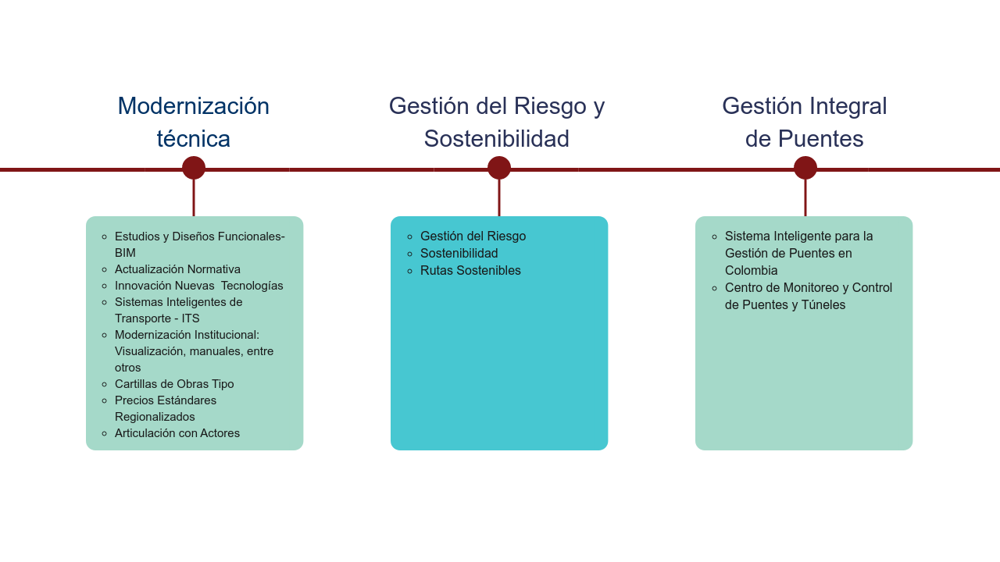 Modernización
técnica
Gestión del Riesgo y
Sostenibilidad
Gestión Integral
de Puentes
Estudios y Diseños Funcionales-
BIM
Actualización Normativa
Innovación Nuevas  Tecnologías
Sistemas Inteligentes de
Transporte - ITS
Modernización Institucional:
Visualización, manuales, entre
otros
Cartillas de Obras Tipo
Precios Estándares
Regionalizados
Articulación con Actores
Gestión del Riesgo
Sostenibilidad
Rutas Sostenibles
Sistema Inteligente para la
Gestión de Puentes en
Colombia
Centro de Monitoreo y Control
de Puentes y Túneles